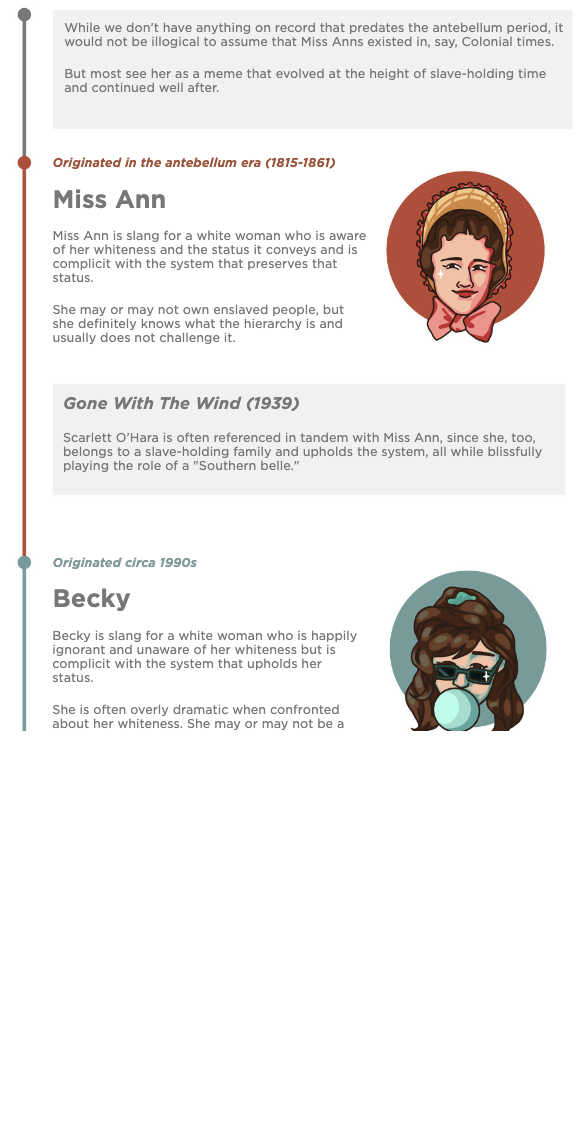 While we don't have anything on record that predates the antebellum period, it
would not be illogical to assume that Miss Anns existed in, say, Colonial times.
But most see her as a meme that evolved at the height of slave-holding time
and continued well after.
Originated in the antebellum era (1815-1861)
Miss Ann
Miss Ann is slang for a white woman who is aware
of her whiteness and the status it conveys and is
complicit with the system that preserves that
status.
She may or may not own enslaved people, but
she definitely knows what the hierarchy is and
usually does not challenge it.
Gone With The Wind (1939)
Scarlett O'Hara is often referenced in tandem with Miss Ann, since she, too,
belongs to a slave-holding family and upholds the system, all while blissfully
playing the role of a "Southern belle."
Originated circa 1990s
Becky
Becky is slang for a white woman who is happily
ignorant and unaware of her whiteness but is
complicit with the system that upholds her
status.
She is often overly dramatic when confronted
about her whiteness. She may or may not be a